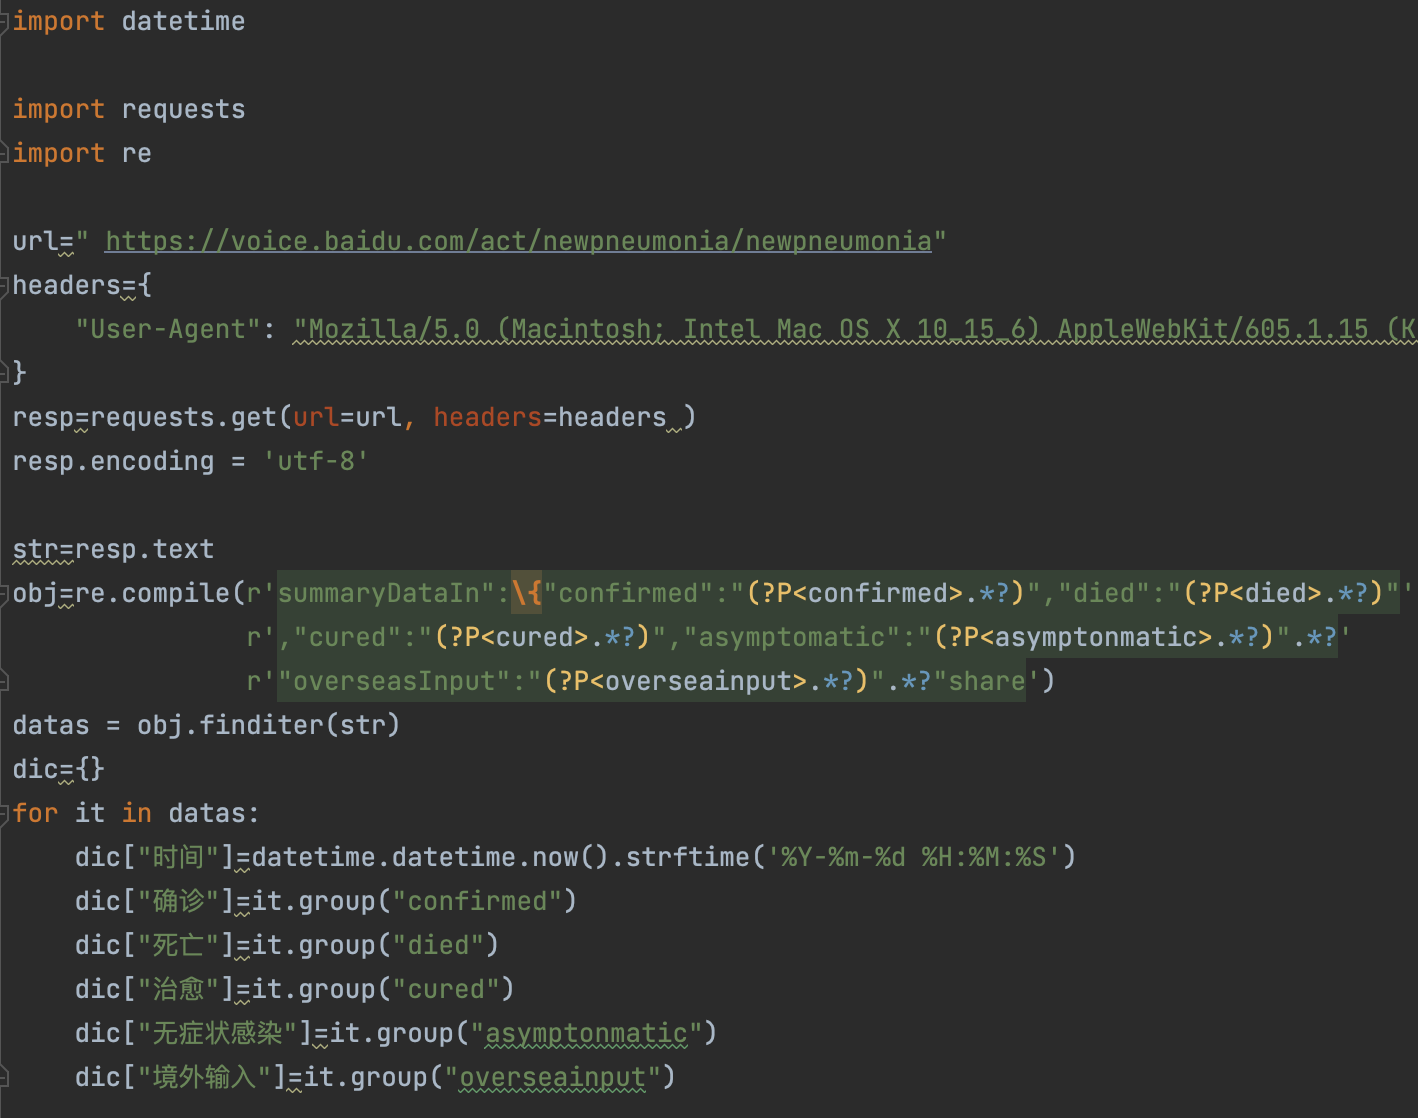 import datetime
import requests
import re
url=" https://voice.baidu.com/act/newpneumonia/newpneumonia"
headers={
    "User-Agent": "Mozilla/5.0 (Macintosh; Intel Mac OS X 10_15_6) AppleWebKit/605.1.15 (K
}
resp=requests.get(url=url, headers=headers )
resp.encoding = 'utf-8'
str=resp.text
obj=re.compile(r'summaryDataIn":\{"confirmed":"(?P<confirmed>.*?)","died":"(?P<died>.*?)"'
               r',"cured":"(?P<cured>.*?)","asymptomatic":"(?P<asymptonmatic>.*?)".*?'
               r'"overseasInput":"(?P<overseainput>.*?)".*?"share')
datas = obj.finditer(str)
dic={}
for it in datas:
    dic["时间"]=datetime.datetime.now().strftime('%Y-%m-%d %H:%M:%S')
    dic["确诊"]=it.group("confirmed")
    dic["死亡"]=it.group("died")
    dic["治愈"]=it.group("cured")
    dic["无症状感染"]=it.group("asymptonmatic")
    dic["境外输入"]=it.group("overseainput")